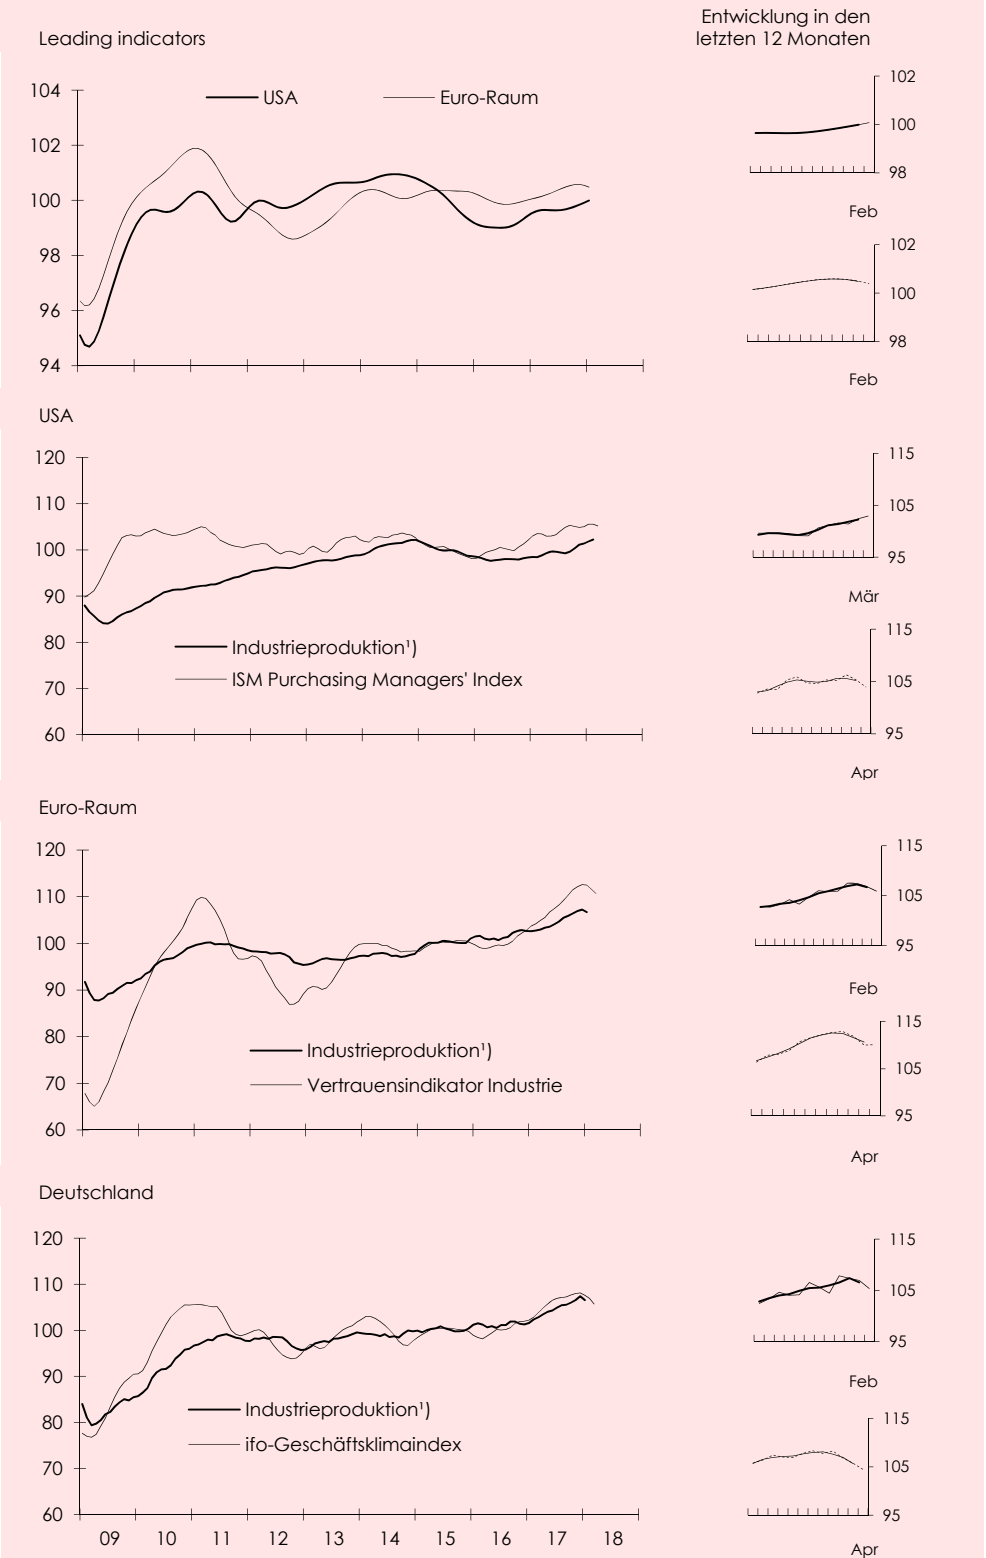 Entwicklung in den
letzten 12 Monaten
Leading indicators
104
102
100
98
96
94
USA
Euro-Raum
102
100
98
Feb
102
100
98
Feb
USA
120
110
100
90
80
70
60
Industrieproduktion¹)
ISM Purchasing Managers' Index
115
105
95
Mär
115
105
95
Apr
Euro-Raum
120
110
100
90
80
70
60
Industrieproduktion¹)
Vertrauensindikator Industrie
115
105
95
Feb
115
105
95
Apr
Deutschland
120
110
100
90
80
70
60
Industrieproduktion¹)
ifo-Geschäftsklimaindex
09 10 11 12 13 14 15 16 17 18
115
105
95
Feb
115
105
95
Apr